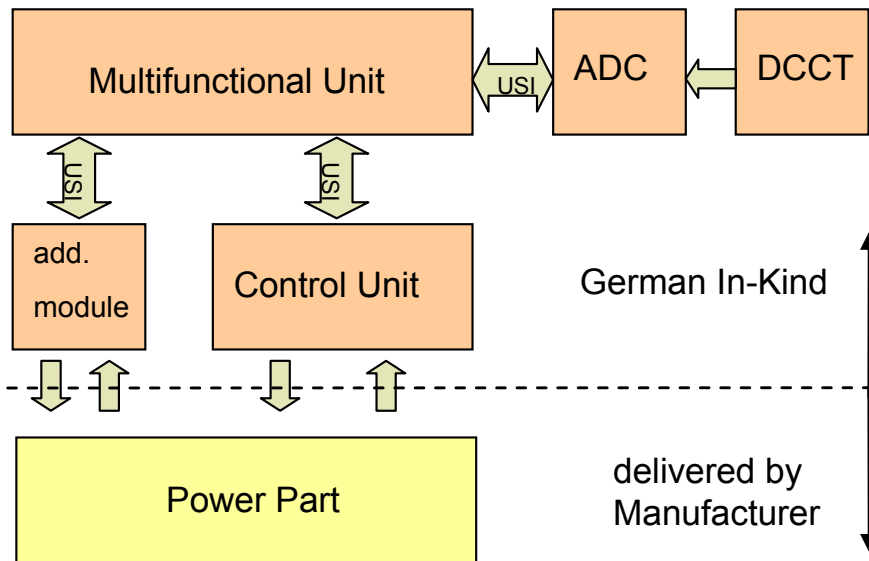 Multifunctional Unit
USI
ADC
DCCT
USI
USI
add.
module
Control Unit
German In-Kind
Power Part
delivered by
Manufacturer